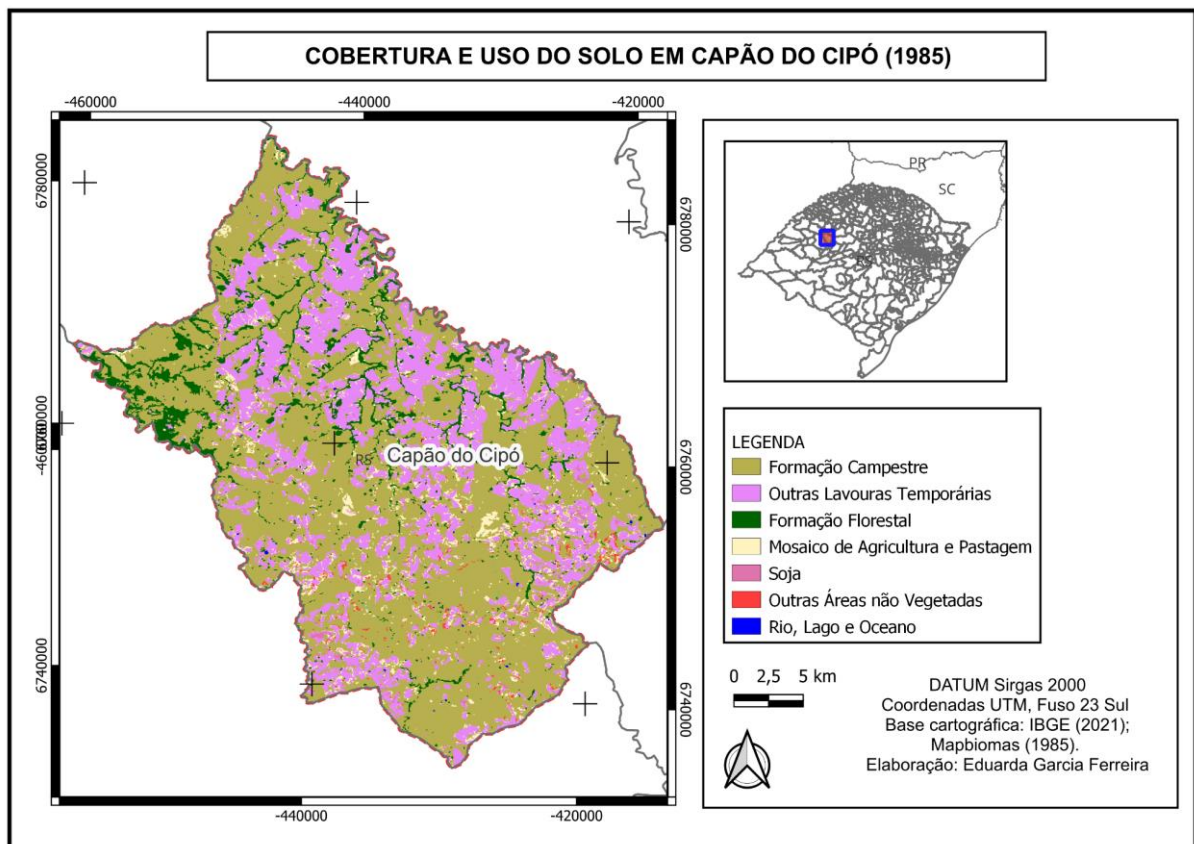 COBERTURA E USO DO SOLO EM CAPÃO DO CIPÓ (1985)
-460000
-440000
-420000
6780000
6780000
6760000
6740000
6740000
-440000
-420000
RS
Capão do Cipó
PR
SC
RS
LEGENDA
Formação Campestre
Outras Lavouras Temporárias
Formação Florestal
Mosaico de Agricultura e Pastagem
Soja
Outras Áreas não Vegetadas
Rio, Lago e Oceano
0 2,5 5 km
DATUM Sirgas 2000
Coordenadas UTM, Fuso 23 Sul
Base cartográfica: IBGE (2021);
Mapbiomas (1985).
Elaboração: Eduarda Garcia Ferreira